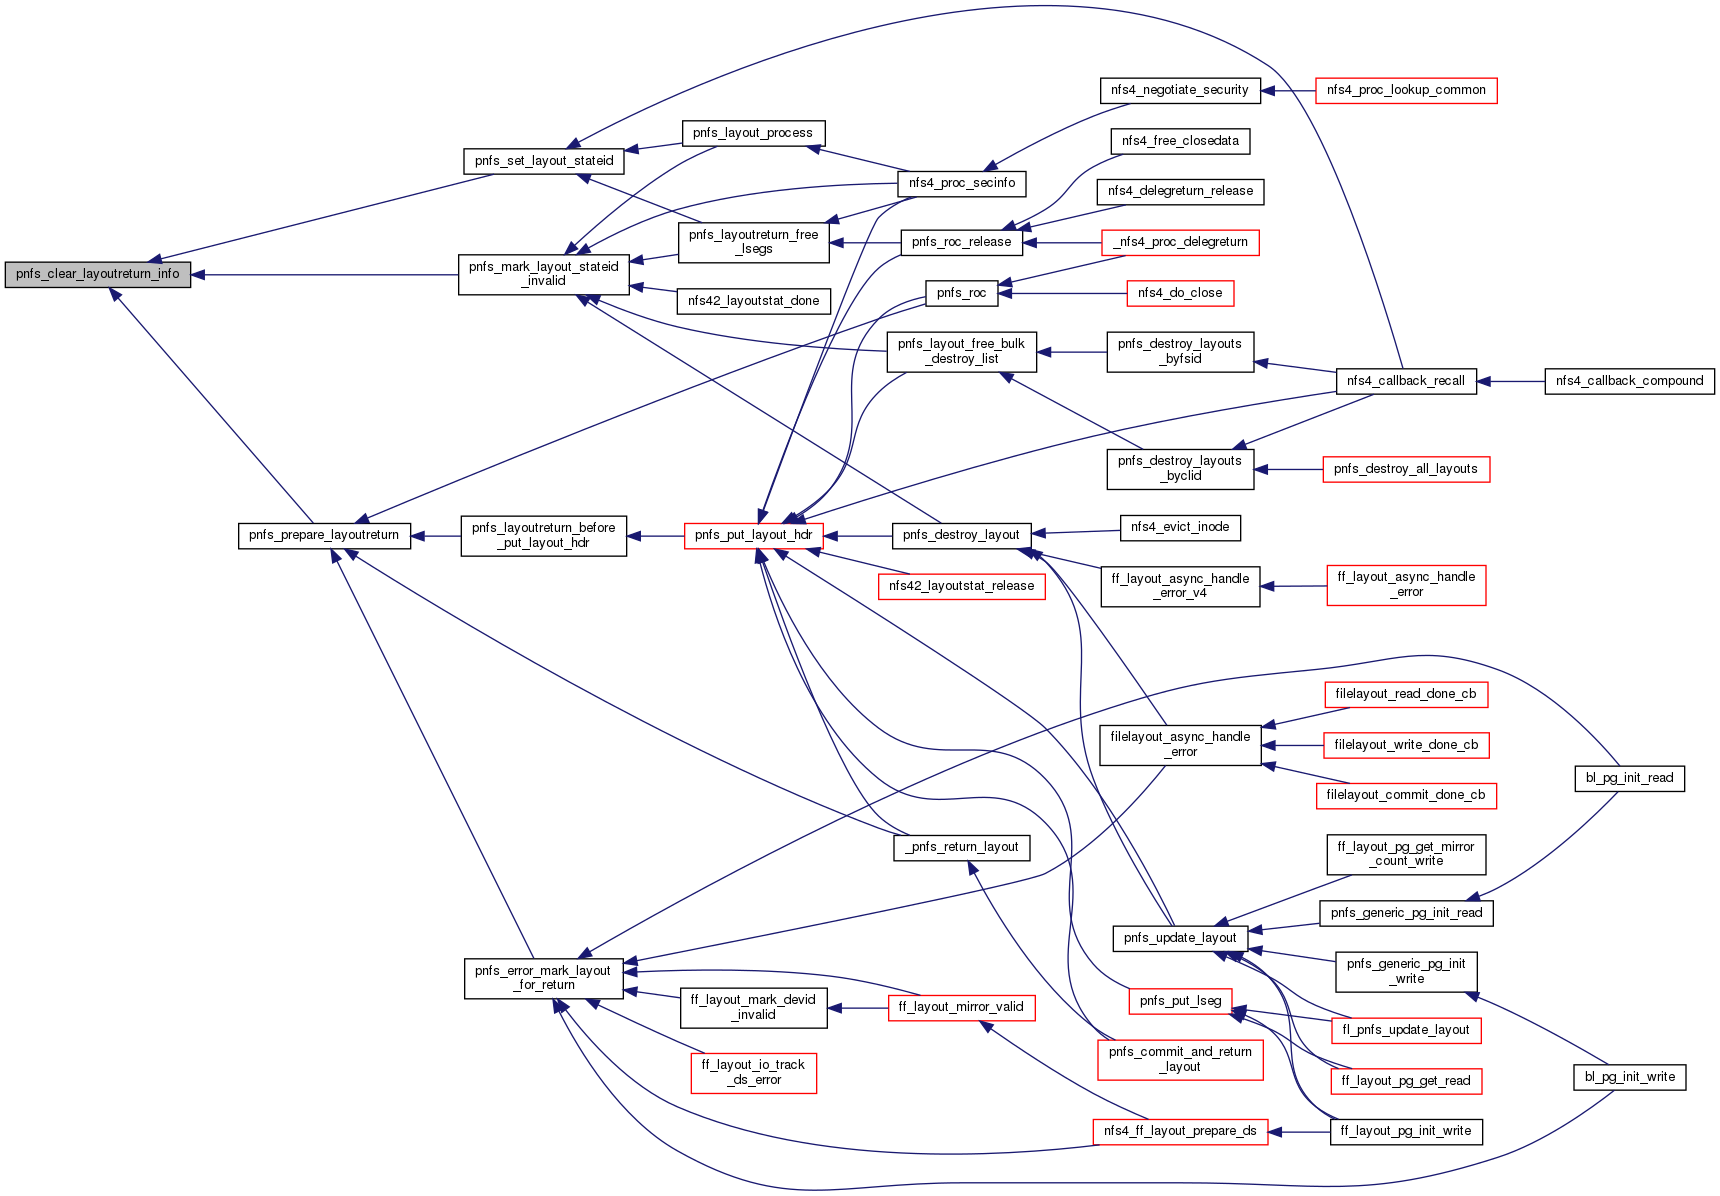 pnfs_clear_layoutreturn_info
pnfs_set_layout_stateid
pnfs_mark_layout_stateid
_invalid
pnfs_prepare_layoutreturn
pnfs_layoutreturn_before
_put_layout_hdr
pnfs_error_mark_layout
_for_return
pnfs_layout_process
pnfs_layoutreturn_free
_lsegs
nfs42_layoutstat_done
pnfs_put_layout_hdr
ff_layout_mark_devid
_invalid
ff_layout_io_track
_ds_error
nfs4_proc_secinfo
pnfs_roc_release
pnfs_roc
pnfs_layout_free_bulk
_destroy_list
pnfs_destroy_layout
nfs42_layoutstat_release
_pnfs_return_layout
ff_layout_mirror_valid
nfs4_negotiate_security
nfs4_free_closedata
nfs4_delegreturn_release
_nfs4_proc_delegreturn
nfs4_do_close
pnfs_destroy_layouts
_byfsid
pnfs_destroy_layouts
_byclid
nfs4_evict_inode
ff_layout_async_handle
_error_v4
filelayout_async_handle
_error
pnfs_update_layout
pnfs_put_lseg
pnfs_commit_and_return
_layout
nfs4_ff_layout_prepare_ds
nfs4_proc_lookup_common
nfs4_callback_recall
pnfs_destroy_all_layouts
ff_layout_async_handle
_error
filelayout_read_done_cb
filelayout_write_done_cb
filelayout_commit_done_cb
ff_layout_pg_get_mirror
_count_write
pnfs_generic_pg_init_read
pnfs_generic_pg_init
_write
fl_pnfs_update_layout
ff_layout_pg_get_read
ff_layout_pg_init_write
nfs4_callback_compound
bl_pg_init_read
bl_pg_init_write